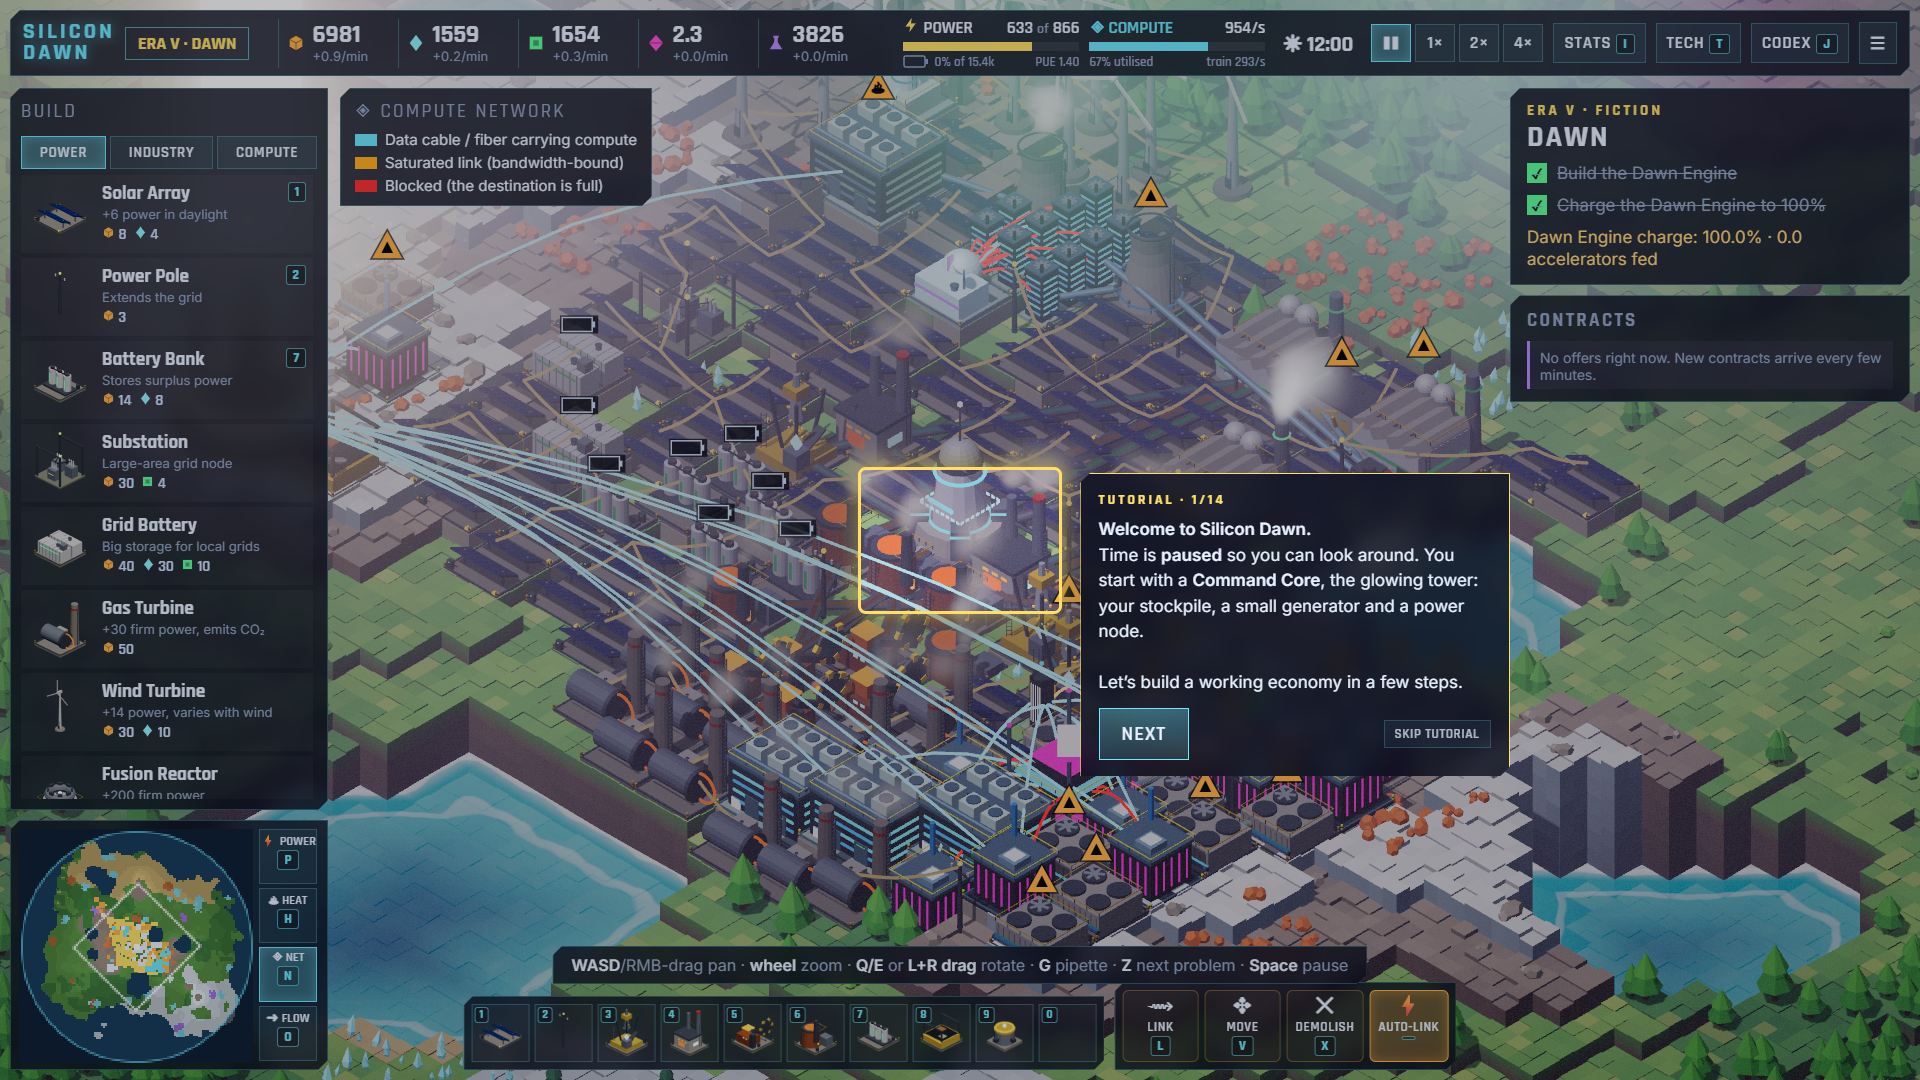 SILICON
DAWN
ERA V · DAWN
6981
+0.9/min
1559
+0.2/min
1654
+0.3/min
2.3
+0.0/min
3826
+0.0/min
POWER 633 of 866
0% of 15.4k PUE 1.40
COMPUTE 954/s
67% utilised train 293/s
12:00
1×
2×
4×
STATS I
TECH T
CODEX J
BUILD
POWER
INDUSTRY
COMPUTE
Solar Array 1
+6 power in daylight
8 4
Power Pole 2
Extends the grid
3
Battery Bank 7
Stores surplus power
14 8
Substation
Large-area grid node
30 4
Grid Battery
Big storage for local grids
40 30 10
Gas Turbine
+30 firm power, emits CO₂
50
Wind Turbine
+14 power, varies with wind
30 10
Fusion Reactor
+200 firm power
COMPUTE NETWORK
Data cable / fiber carrying compute
Saturated link (bandwidth-bound)
Blocked (the destination is full)
ERA V · FICTION
DAWN
Build the Dawn Engine
Charge the Dawn Engine to 100%
Dawn Engine charge: 100.0% · 0.0
accelerators fed
CONTRACTS
No offers right now. New contracts arrive every few
minutes.
TUTORIAL · 1/14
Welcome to Silicon Dawn.
Time is paused so you can look around. You
start with a Command Core, the glowing tower:
your stockpile, a small generator and a power
node.
Let's build a working economy in a few steps.
NEXT
SKIP TUTORIAL
POWER
P
HEAT
H
NET
N
FLOW
O
WASD/RMB-drag pan · wheel zoom · Q/E or L+R drag rotate · G pipette · Z next problem · Space pause
1
2
3
4
5
6
7
8
9
0
LINK
L
MOVE
V
DEMOLISH
X
AUTO-LINK